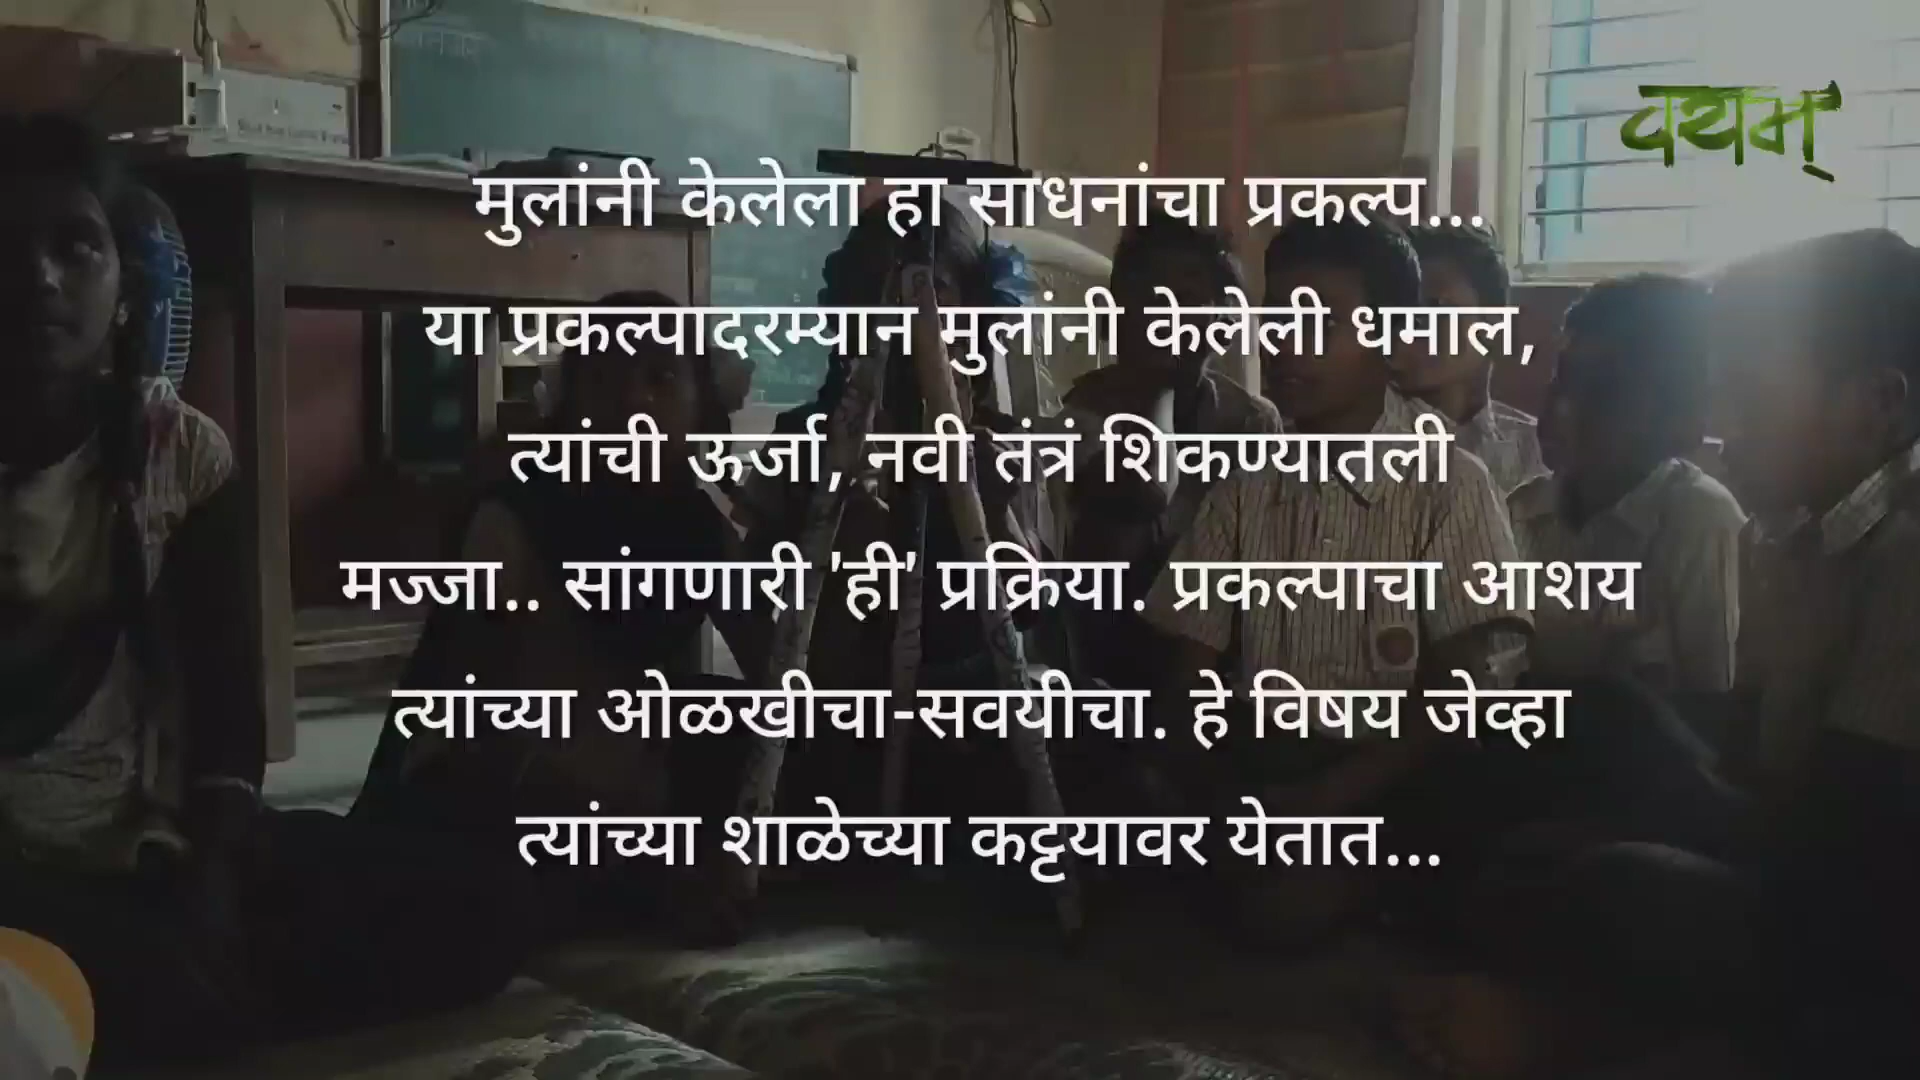 वयम्
मुलांनी केलेला हा साधनांचा प्रकल्प...
या प्रकल्पादरम्यान मुलांनी केलेली धमाल,
त्यांची ऊर्जा, नवी तंत्रं शिकण्यातली
मज्जा.. सांगणारी 'ही' प्रक्रिया. प्रकल्पाचा आशय
त्यांच्या ओळखीचा-सवयीचा. हे विषय जेव्हा
त्यांच्या शाळेच्या कट्टयावर येतात...